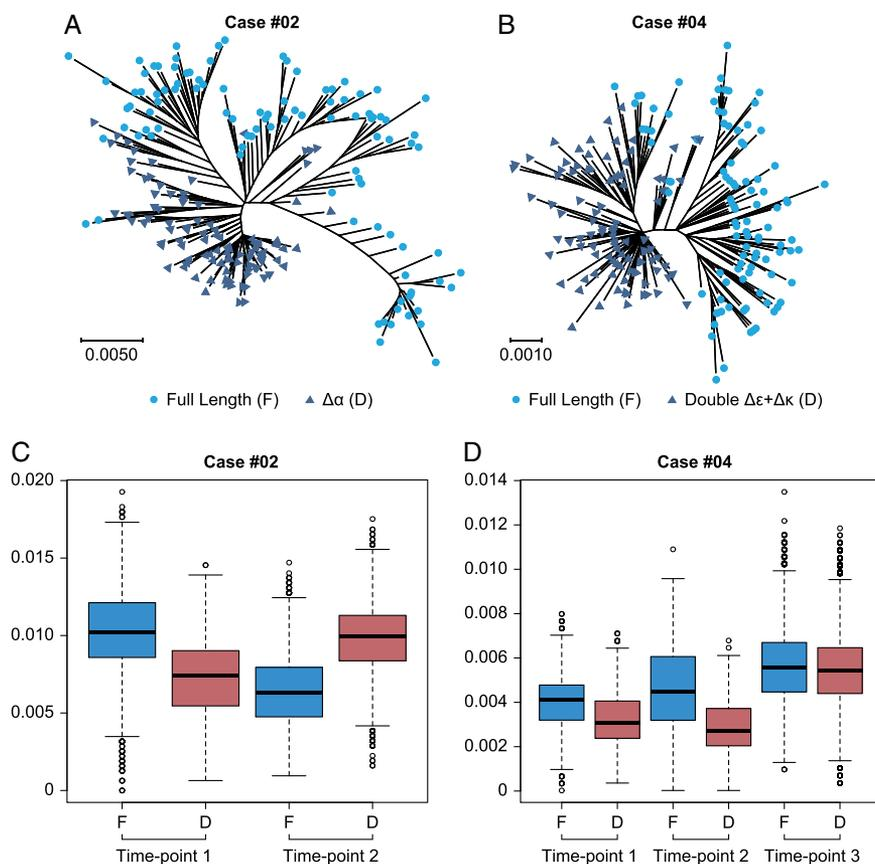 A
Case #02
B
Case #04
0.0050
0.0010
Full Length (F) Δα (D)
Full Length (F) Double Δε+Δκ (D)
C
Case #02
0.020
0.015
0.010
0.005
0
F D F D
Time-point 1 Time-point 2
D
Case #04
0.014
0.012
0.010
0.008
0.006
0.004
0.002
0
F D F D F D
Time-point 1 Time-point 2 Time-point 3